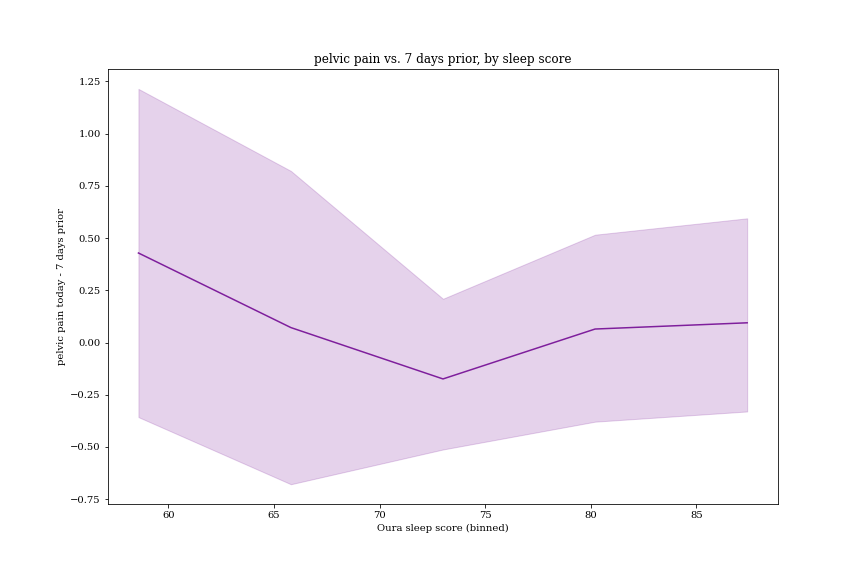 pelvic pain vs. 7 days prior, by sleep score
1.25
1.00
0.75
0.50
0.25
0.00
−0.25
−0.50
−0.75
pelvic pain today - 7 days prior
60 65 70 75 80 85
Oura sleep score (binned)